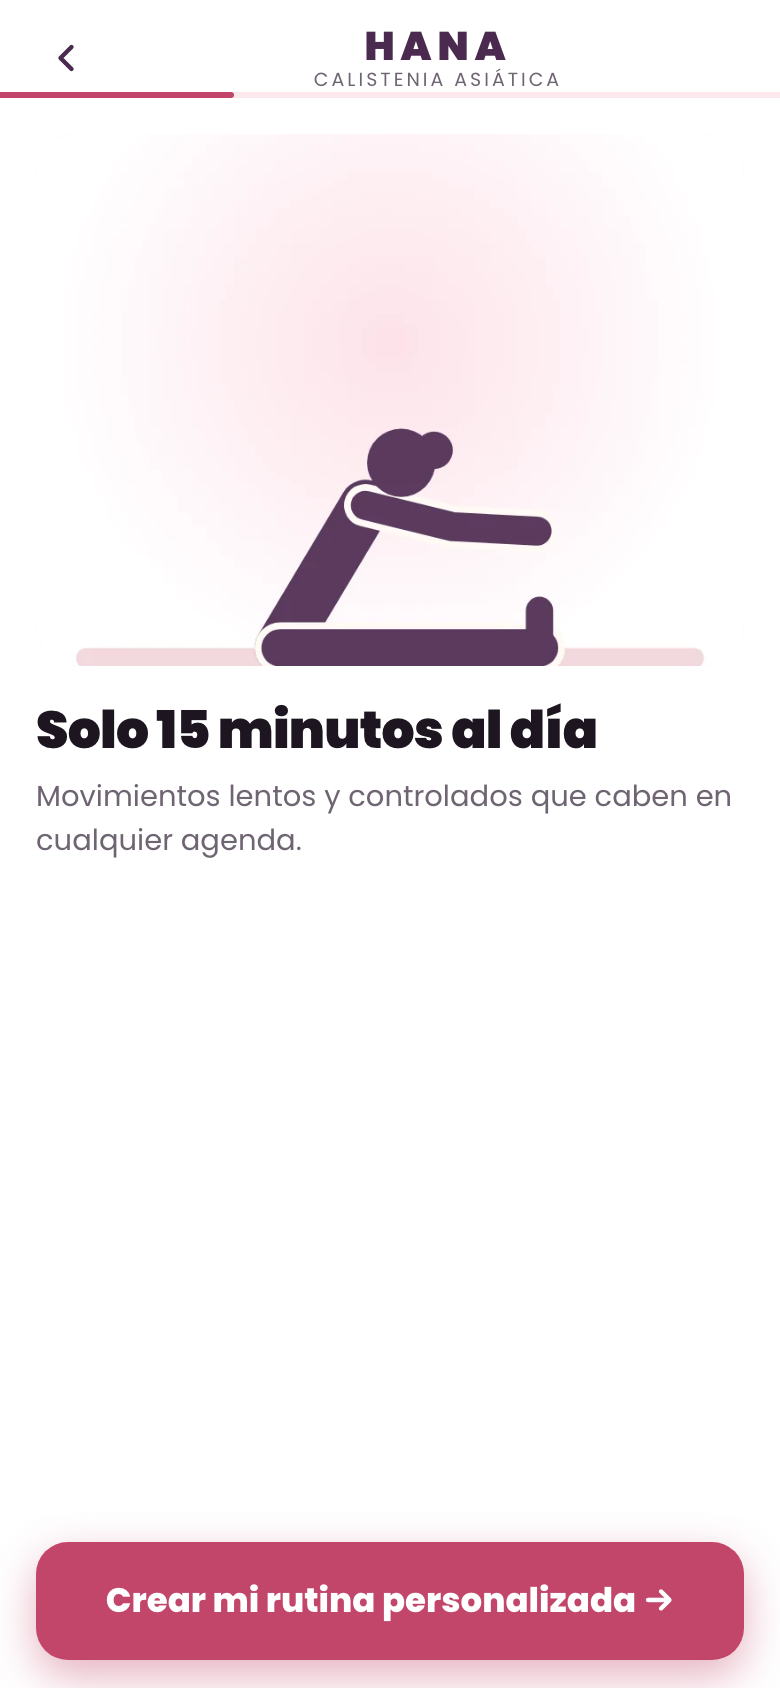 HANA
CALISTENIA ASIÁTICA
Solo 15 minutos al día
Movimientos lentos y controlados que caben en
cualquier agenda.
Crear mi rutina personalizada →